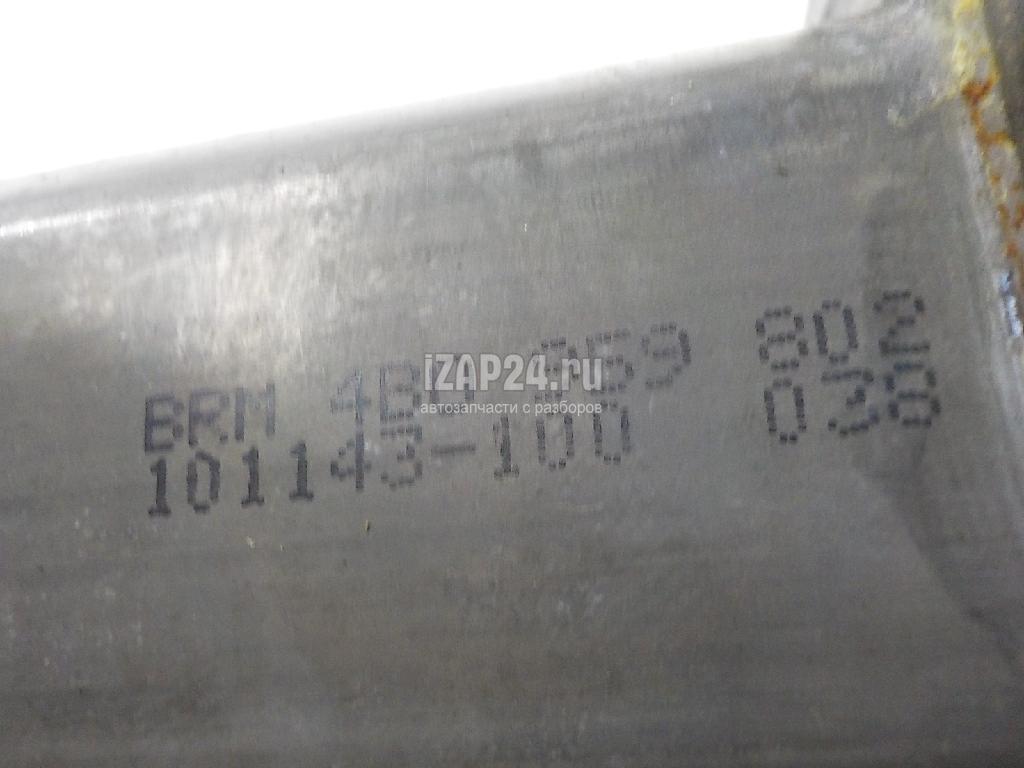 BRM 802
101143-100 038
iZAP24.ru
автозапчасти с разборов